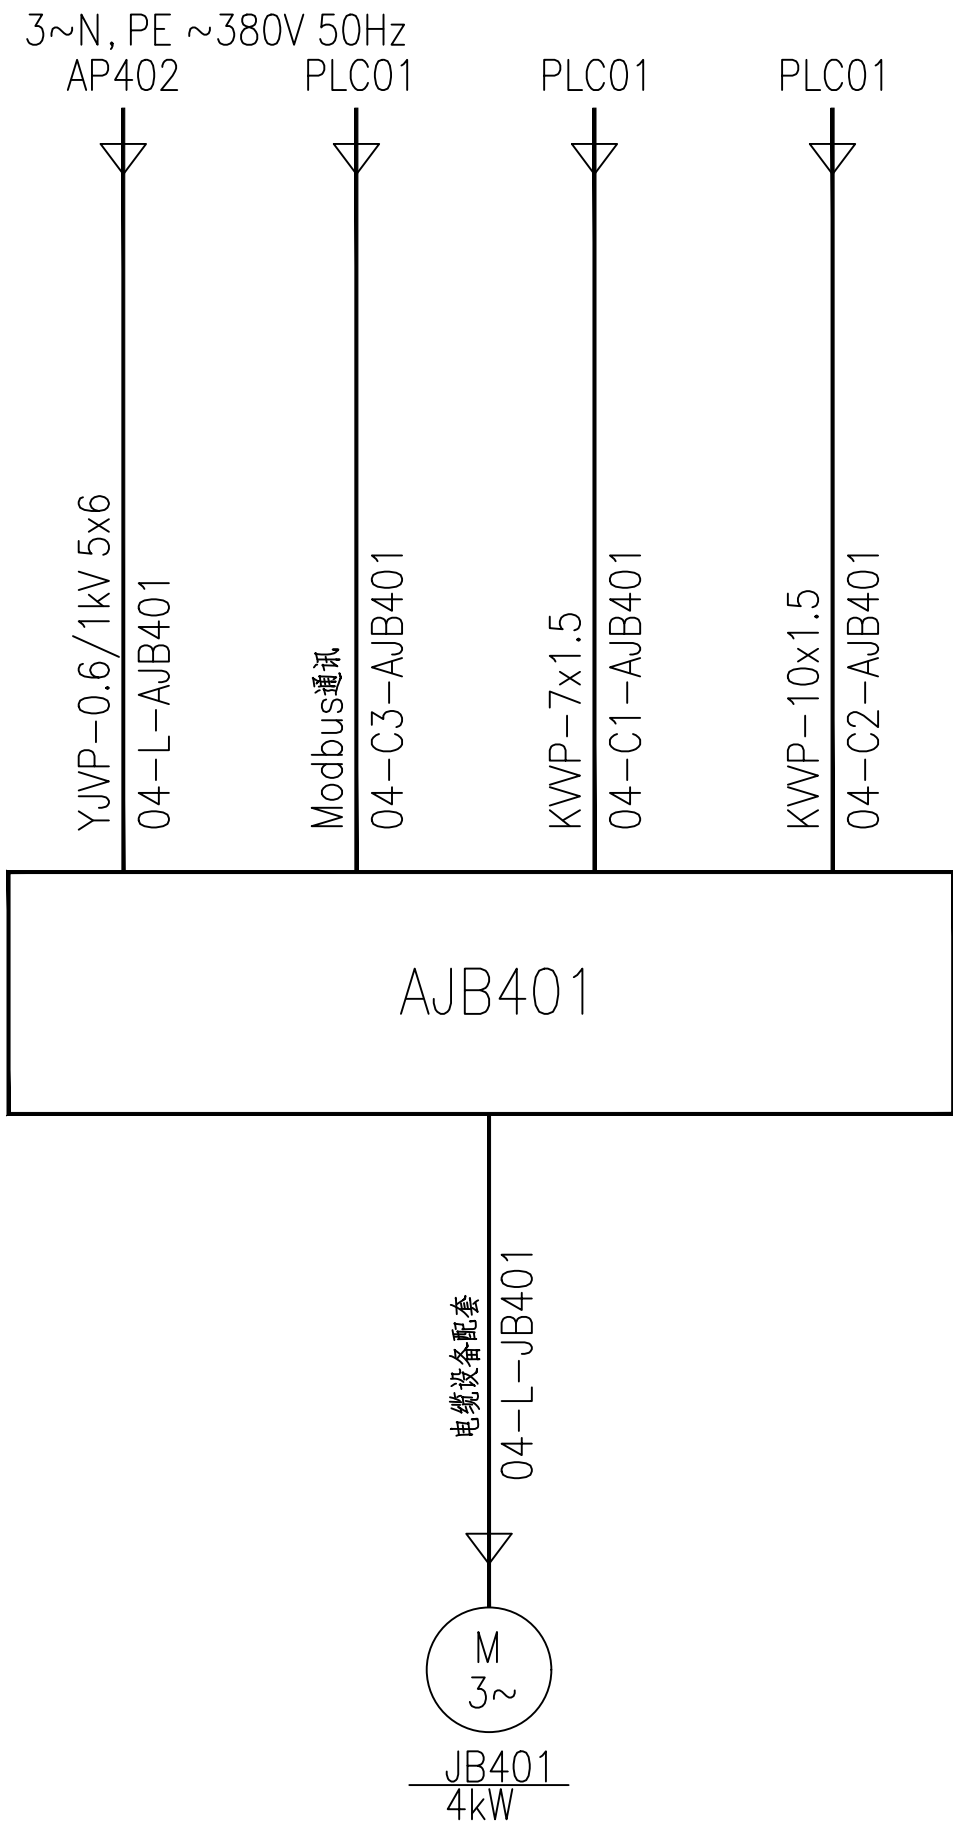 3~N, PE ~380V 50Hz
AP402
PLC01
PLC01
PLC01
YJVP-0.6/1kV 5x6
04-L-AJB401
Modbus通讯
04-C3-AJB401
KVVP-7x1.5
04-C1-AJB401
KVVP-10x1.5
04-C2-AJB401
AJB401
电缆设备配套
04-L-JB401
M
3~
JB401
4kW